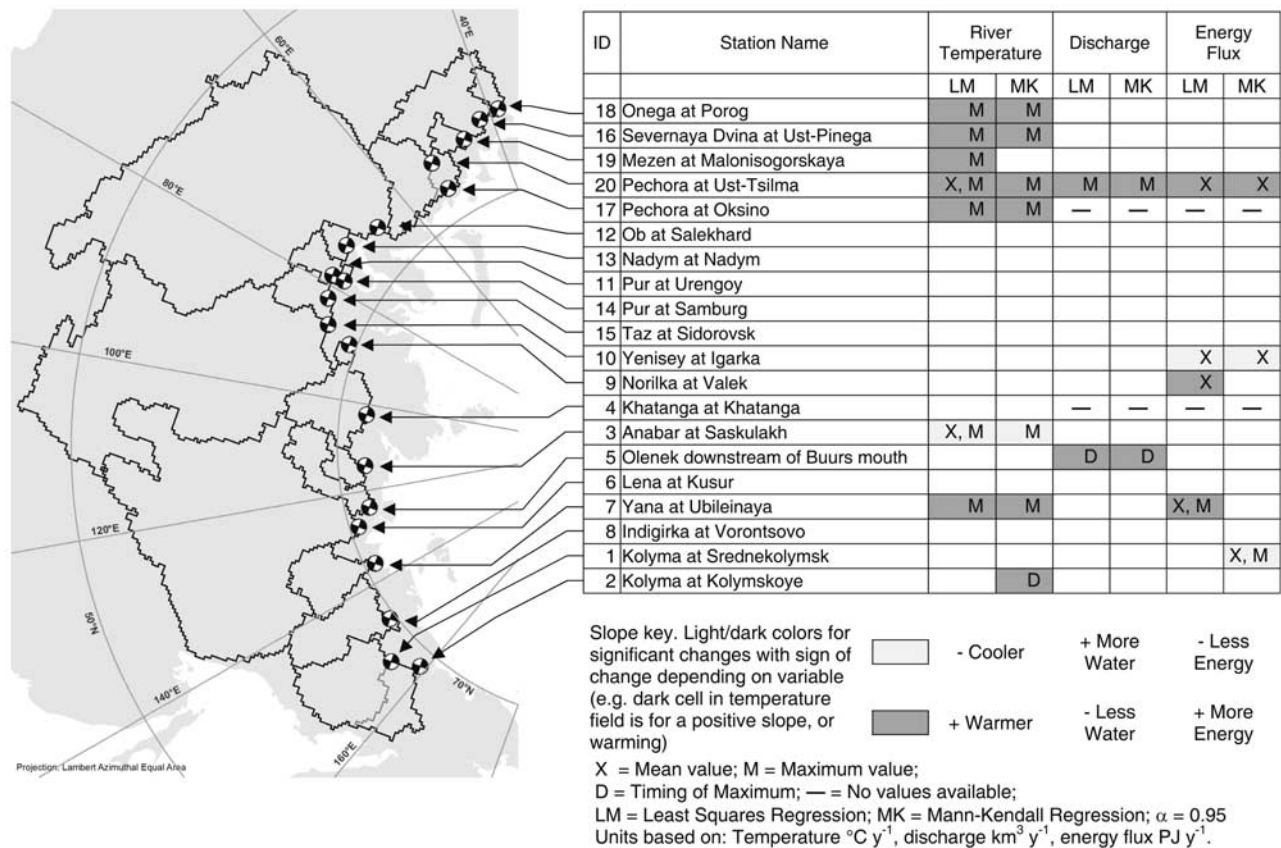 40°E
60°E
80°E
100°E
120°E
50°N
140°E
160°E
70°N
Projection: Lambert Azimuthal Equal Area
ID Station Name River Temperature Discharge Energy Flux
LM MK LM MK LM MK
18 Onega at Porog M M
16 Severnaya Dvina at Ust-Pinega M M
19 Mezen at Malonisogorskaya M
20 Pechora at Ust-Tsilma X, M M M M X X
17 Pechora at Oksino M M — — — —
12 Ob at Salekhard
13 Nadym at Nadym
11 Pur at Urengoy
14 Pur at Samburg
15 Taz at Sidorovsk
10 Yenisey at Igarka X X
9 Norilka at Valek X
4 Khatanga at Khatanga — — — —
3 Anabar at Saskulakh X, M M
5 Olenek downstream of Buurs mouth D D
6 Lena at Kusur
7 Yana at Ubileinaya M M X, M
8 Indigirka at Vorontsovo
1 Kolyma at Srednekolymsk X, M
2 Kolyma at Kolymskoye D
Slope key. Light/dark colors for
significant changes with sign of
change depending on variable
(e.g. dark cell in temperature
field is for a positive slope, or
warming)
- Cooler + More Water - Less Energy
+ Warmer - Less Water + More Energy
X = Mean value; M = Maximum value;
D = Timing of Maximum; — = No values available;
LM = Least Squares Regression; MK = Mann-Kendall Regression; α = 0.95
Units based on: Temperature °C y⁻¹, discharge km³ y⁻¹, energy flux PJ y⁻¹.